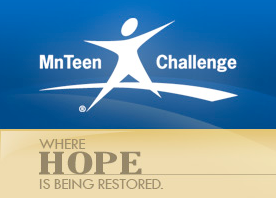 MnTeen Challenge
®
WHERE
HOPE
IS BEING RESTORED.